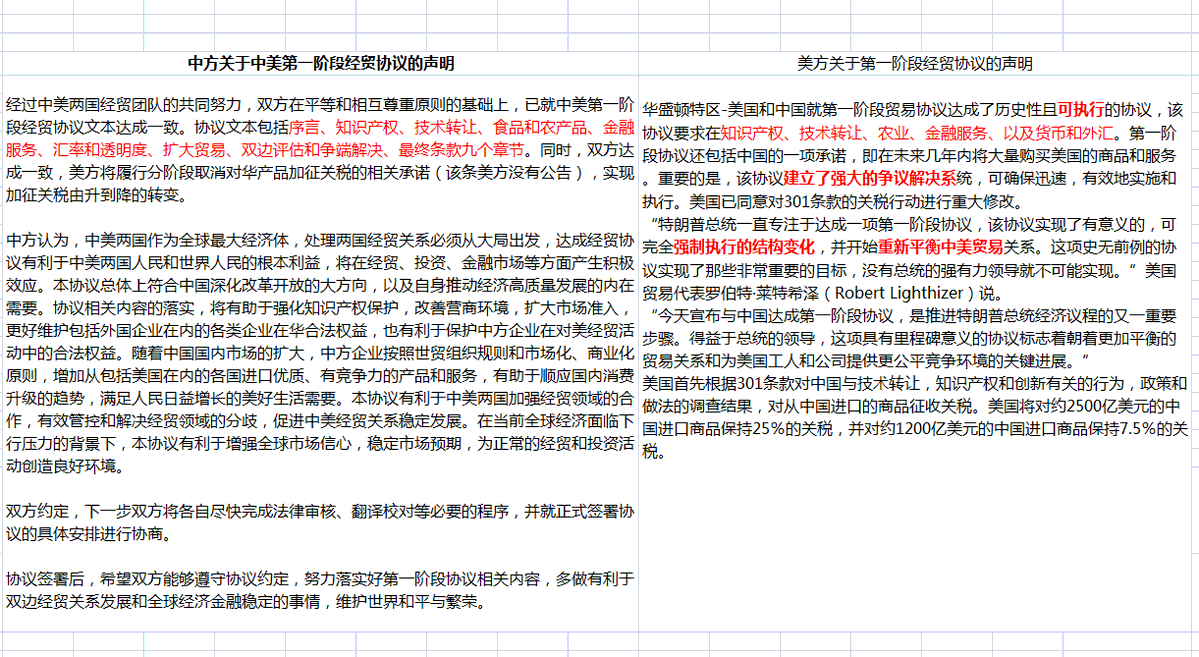 中方关于中美第一阶段经贸协议的声明
经过中美两国经贸团队的共同努力，双方在平等和相互尊重原则的基础上，已就中美第一阶
段经贸协议文本达成一致。协议文本包括序言、知识产权、技术转让、食品和农产品、金融
服务、汇率和透明度、扩大贸易、双边评估和争端解决、最终条款九个章节。同时，双方达
成一致，美方将履行分阶段取消对华产品加征关税的相关承诺（该条美方没有公告），实现
加征关税由升到降的转变。
中方认为，中美两国作为全球最大经济体，处理两国经贸关系必须从大局出发，达成经贸协
议有利于中美两国人民和世界人民的根本利益，将在经贸、投资、金融市场等方面产生积极
效应。本协议总体上符合中国深化改革开放的大方向，以及自身推动经济高质量发展的内在
需要。协议相关内容的落实，将有助于强化知识产权保护，改善营商环境，扩大市场准入，
更好维护包括外国企业在内的各类企业在华合法权益，也有利于保护中方企业在对美经贸活
动中的合法权益。随着中国国内市场的扩大，中方企业按照世贸组织规则和市场化、商业化
原则，增加从包括美国在内的各国进口优质、有竞争力的产品和服务，有助于顺应国内消费
升级的趋势，满足人民日益增长的美好生活需要。本协议有利于中美两国加强经贸领域的合
作，有效管控和解决经贸领域的分歧，促进中美经贸关系稳定发展。在当前全球经济面临下
行压力的背景下，本协议有利于增强全球市场信心，稳定市场预期，为正常的经贸和投资活
动创造良好环境。
双方约定，下一步双方将各自尽快完成法律审核、翻译校对等必要的程序，并就正式签署协
议的具体安排进行协商。
协议签署后，希望双方能够遵守协议约定，努力落实好第一阶段协议相关内容，多做有利于
双边经贸关系发展和全球经济金融稳定的事情，维护世界和平与繁荣。
美方关于第一阶段经贸协议的声明
华盛顿特区-美国和中国就第一阶段贸易协议达成了历史性且可执行的协议，该
协议要求在知识产权、技术转让、农业、金融服务、以及货币和外汇。第一阶
段协议还包括中国的一项承诺，即在未来几年内将大量购买美国的商品和服务
。重要的是，该协议建立了强大的争议解决系统，可确保迅速，有效地实施和
执行。美国已同意对301条款的关税行动进行重大修改。
“特朗普总统一直专注于达成一项第一阶段协议，该协议实现了有意义的，可
完全强制执行的结构变化，并开始重新平衡中美贸易关系。这项史无前例的协
议实现了那些非常重要的目标，没有总统的强有力领导就不可能实现。“ 美国
贸易代表罗伯特·莱特希泽（Robert Lighthizer）说。
“今天宣布与中国达成第一阶段协议，是推进特朗普总统经济议程的又一重要
步骤。得益于总统的领导，这项具有里程碑意义的协议标志着朝着更加平衡的
贸易关系和为美国工人和公司提供更公平竞争环境的关键进展。“
美国首先根据301条款对中国与技术转让，知识产权和创新有关的行为，政策和
做法的调查结果，对从中国进口的商品征收关税。美国将对约2500亿美元的中
国进口商品保持25％的关税，并对约1200亿美元的中国进口商品保持7.5％的关
税。